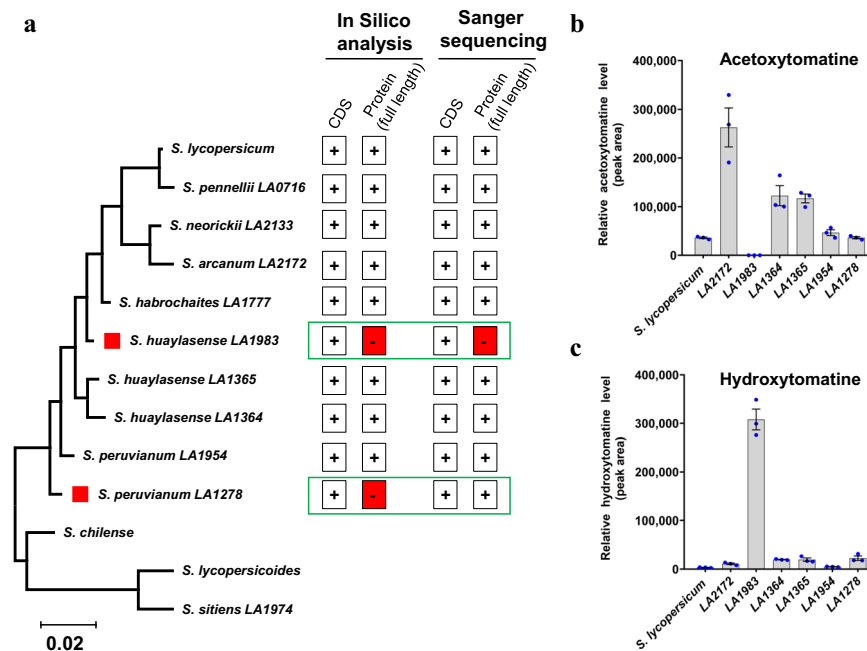 a
In Silico analysis
Sanger sequencing
CDS
Protein (full length)
CDS
Protein (full length)
S. lycopersicum + + + +
S. pennellii LA0716 + + + +
S. neorickii LA2133 + + + +
S. arcanum LA2172 + + + +
S. habrochaites LA1777 + + + +
S. huaylasense LA1983 + - + -
S. huaylasense LA1365 + + + +
S. huaylasense LA1364 + + + +
S. peruvianum LA1954 + + + +
S. peruvianum LA1278 + - + +
S. chilense
S. lycopersicoides
S. sitiens LA1974
0.02
b
Acetoxytomatine
Relative acetoxytomatine level
(peak area)
400,000
300,000
200,000
100,000
0
S. lycopersicum
LA2172
LA1983
LA1364
LA1365
LA1954
LA1278
c
Hydroxytomatine
Relative hydroxytomatine level
(peak area)
400,000
300,000
200,000
100,000
0
S. lycopersicum
LA2172
LA1983
LA1364
LA1365
LA1954
LA1278